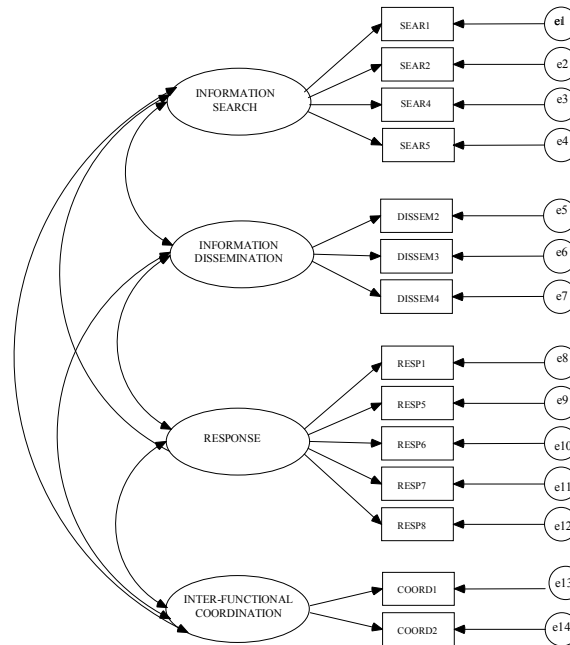 SEAR1
e1
INFORMATION
SEARCH
SEAR2
e2
SEAR4
e3
SEAR5
e4
DISSEM2
e5
INFORMATION
DISSEMINATION
DISSEM3
e6
DISSEM4
e7
RESP1
e8
RESP5
e9
RESPONSE
RESP6
e10
RESP7
e11
RESP8
e12
COORD1
e13
INTER-FUNCTIONAL
COORDINATION
COORD2
e14